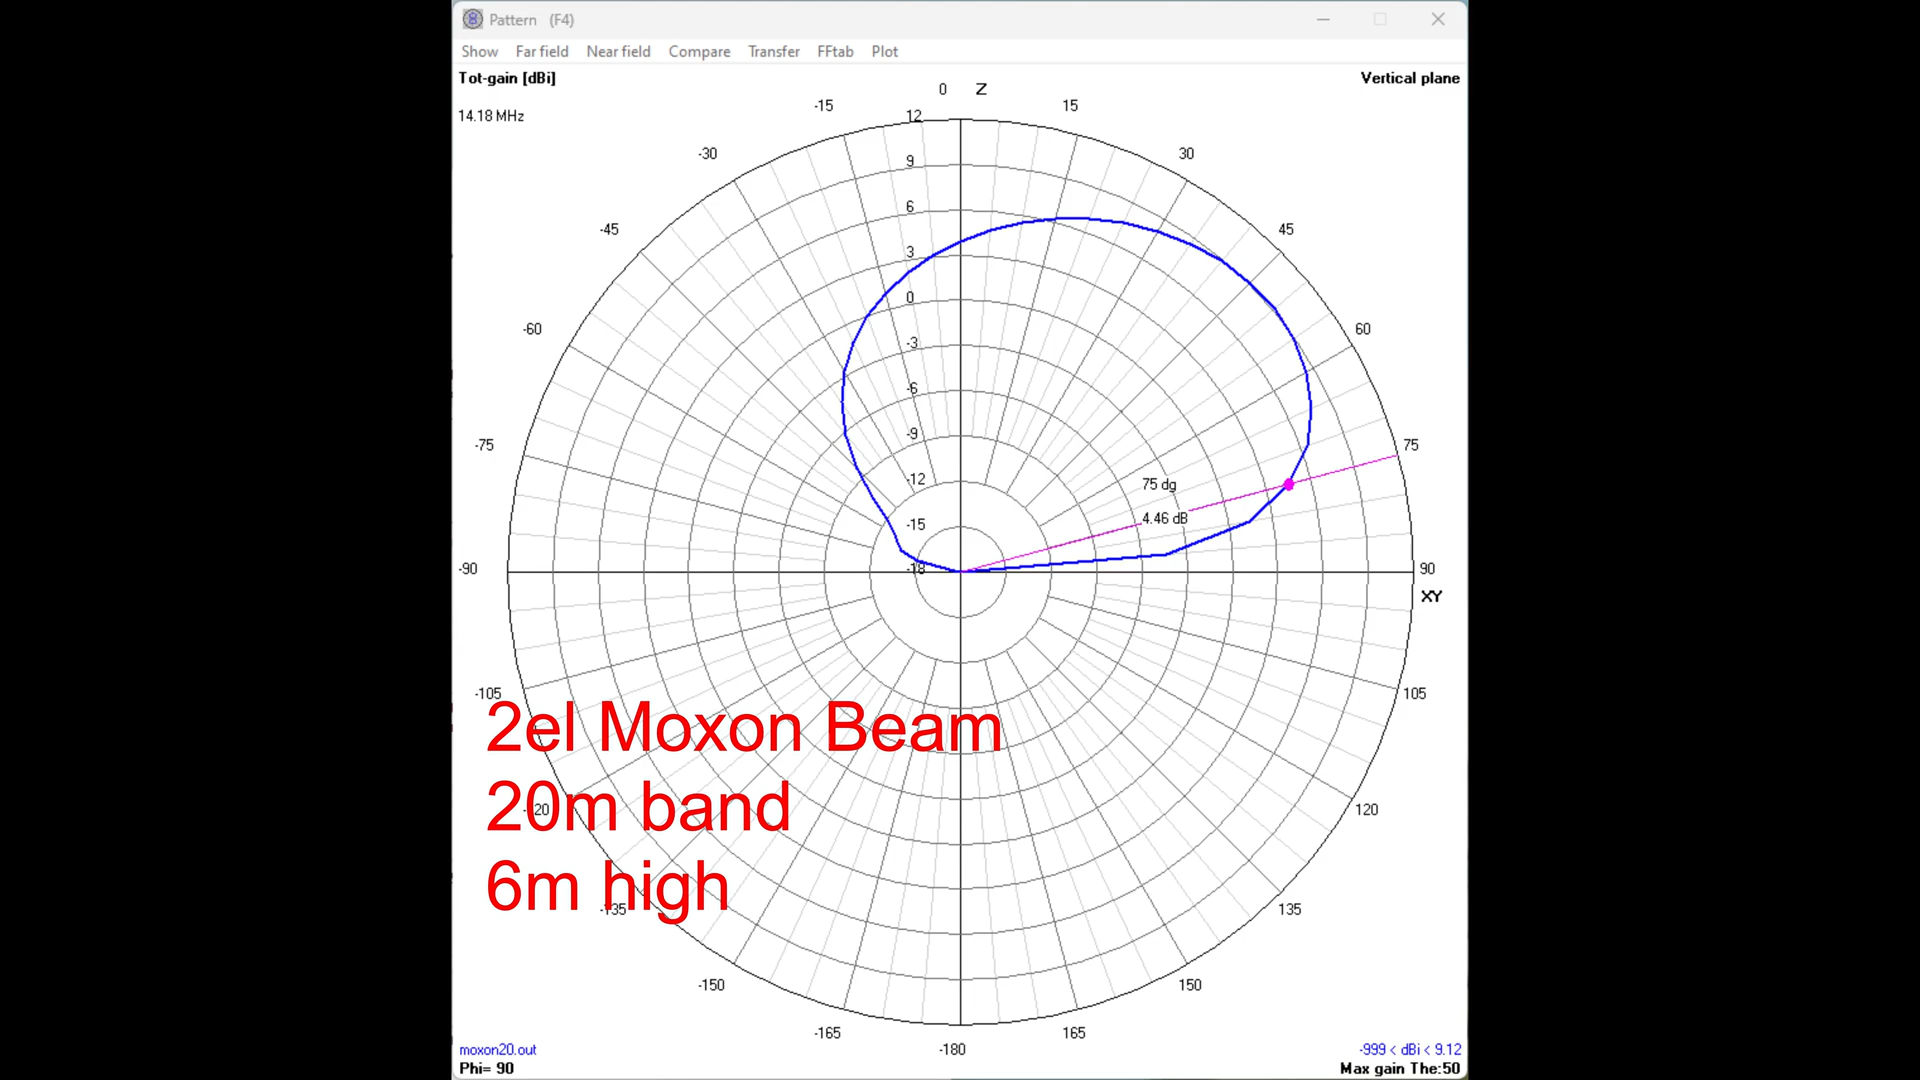 Pattern (F4)
Show Far field Near field Compare Transfer FFtab Plot
Tot-gain [dBi]
Vertical plane
14.18 MHz
0 Z
-15
15
12
-30
30
9
6
-45
45
3
0
-60
60
-3
-6
-9
-75
75
-12
75 dg
4.46 dB
-15
-18
-90
90
XY
-105
105
2el Moxon Beam
20m band
-120
120
6m high
-135
135
-150
150
-165
165
-180
moxon20.out
-999 < dBi < 9.12
Phi= 90
Max gain The:50